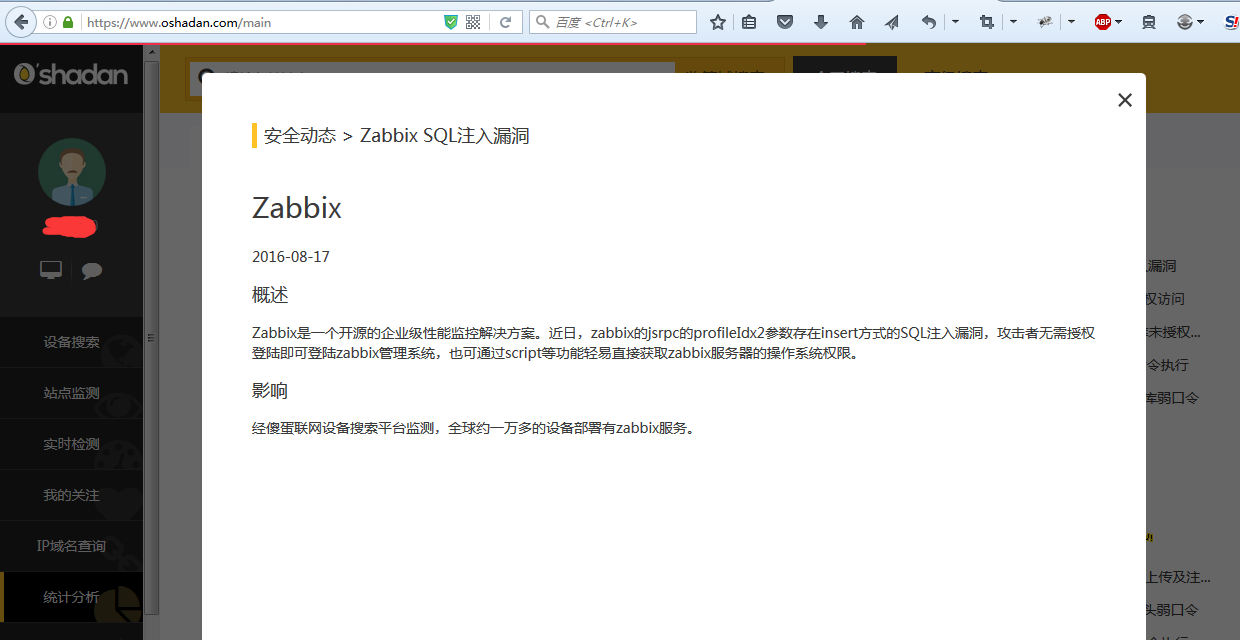 https://www.oshadan.com/main
百度 <Ctrl+K>
ABP
S!
O'shadan
安全动态 > Zabbix SQL注入漏洞
Zabbix
2016-08-17
概述
Zabbix是一个开源的企业级性能监控解决方案。近日，zabbix的jsrpc的profileIdx2参数存在insert方式的SQL注入漏洞，攻击者无需授权
登陆即可登陆zabbix管理系统，也可通过script等功能轻易直接获取zabbix服务器的操作系统权限。
影响
经傻蛋联网设备搜索平台监测，全球约一万多的设备部署有zabbix服务。
设备搜索
站点监测
实时检测
我的关注
IP域名查询
统计分析
漏洞
权访问
未授权...
令执行
库弱口令
上传及注...
头弱口令